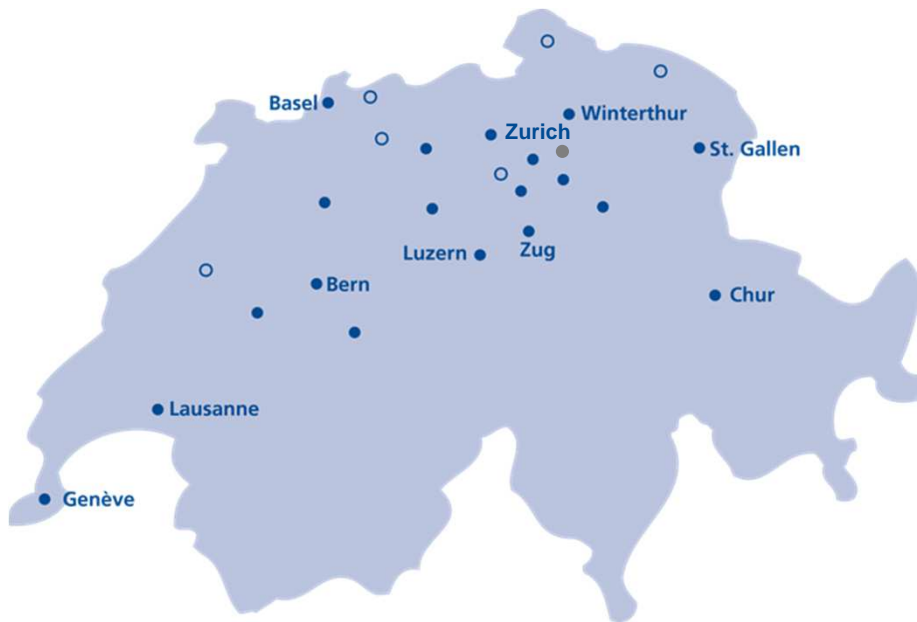 Basel
Winterthur
Zurich
St. Gallen
Luzern
Zug
Bern
Chur
Lausanne
Genève